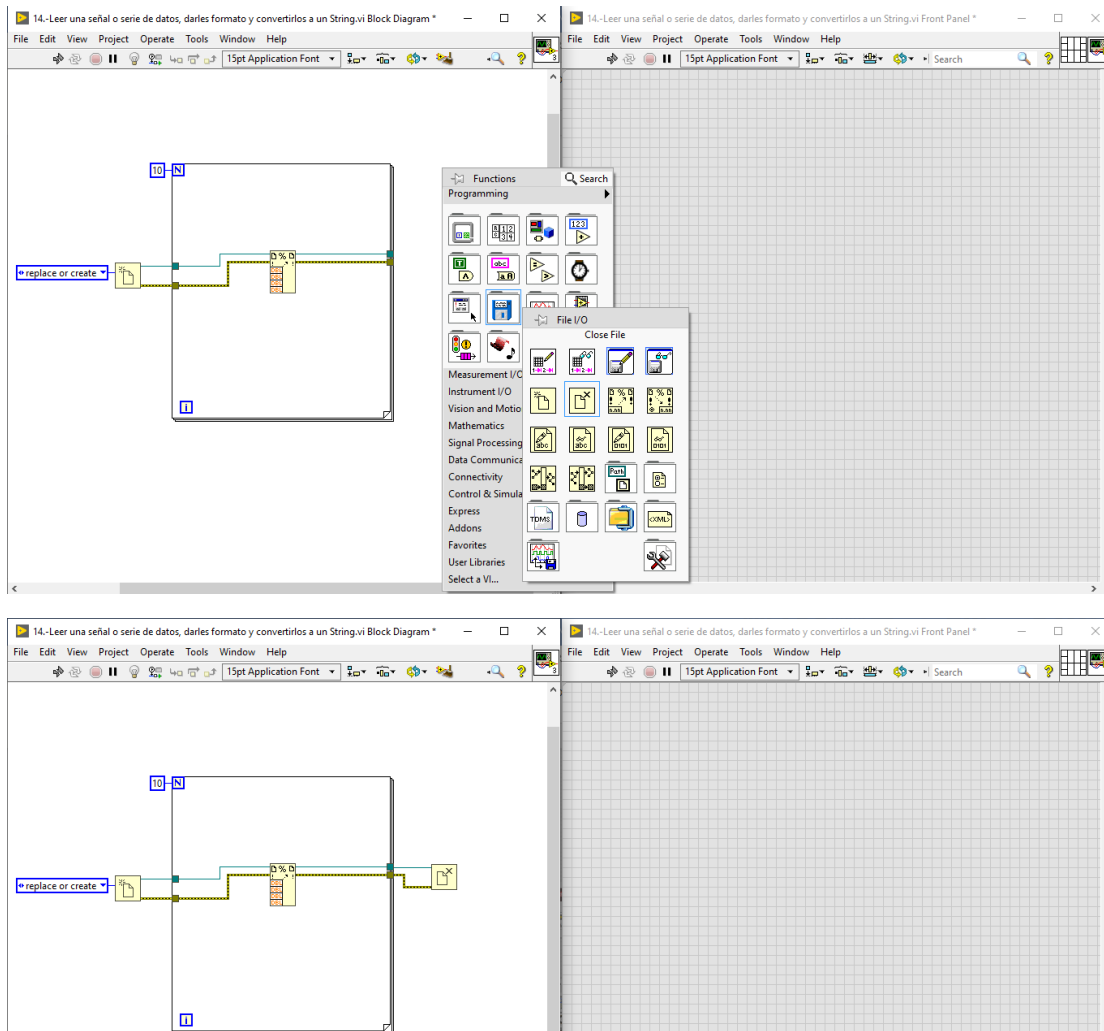 14.-Leer una señal o serie de datos, darles formato y convertirlos a un String.vi Block Diagram *
File Edit View Project Operate Tools Window Help
15pt Application Font
3
10 N
replace or create
i
Functions Search
Programming
Measurement I/O
Instrument I/O
Vision and Motio
Mathematics
Signal Processing
Data Communica
Connectivity
Control & Simula
Express
Addons
Favorites
User Libraries
Select a VI...
File I/O
Close File
TDMS
Path
<XML>
14.-Leer una señal o serie de datos, darles formato y convertirlos a un String.vi Front Panel *
File Edit View Project Operate Tools Window Help
15pt Application Font
Search
14.-Leer una señal o serie de datos, darles formato y convertirlos a un String.vi Block Diagram *
File Edit View Project Operate Tools Window Help
15pt Application Font
3
10 N
replace or create
i
14.-Leer una señal o serie de datos, darles formato y convertirlos a un String.vi Front Panel *
File Edit View Project Operate Tools Window Help
15pt Application Font
Search